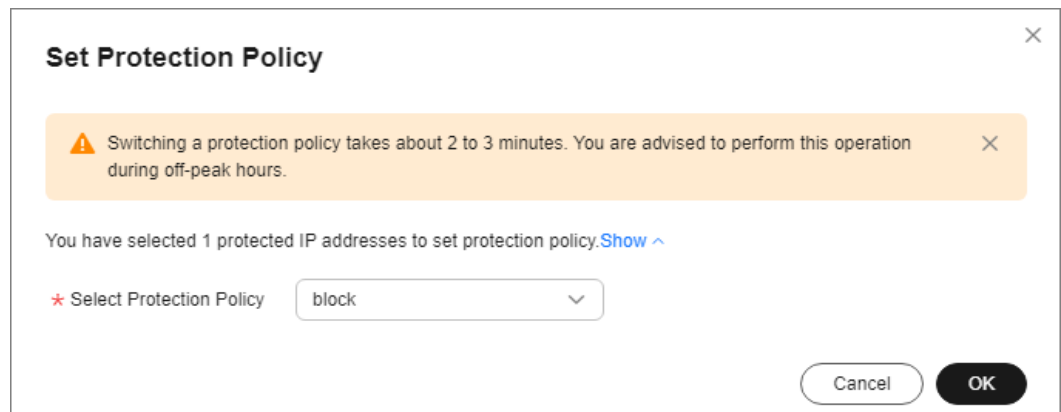 Set Protection Policy
Switching a protection policy takes about 2 to 3 minutes. You are advised to perform this operation
during off-peak hours.
You have selected 1 protected IP addresses to set protection policy.Show
* Select Protection Policy block
Cancel OK